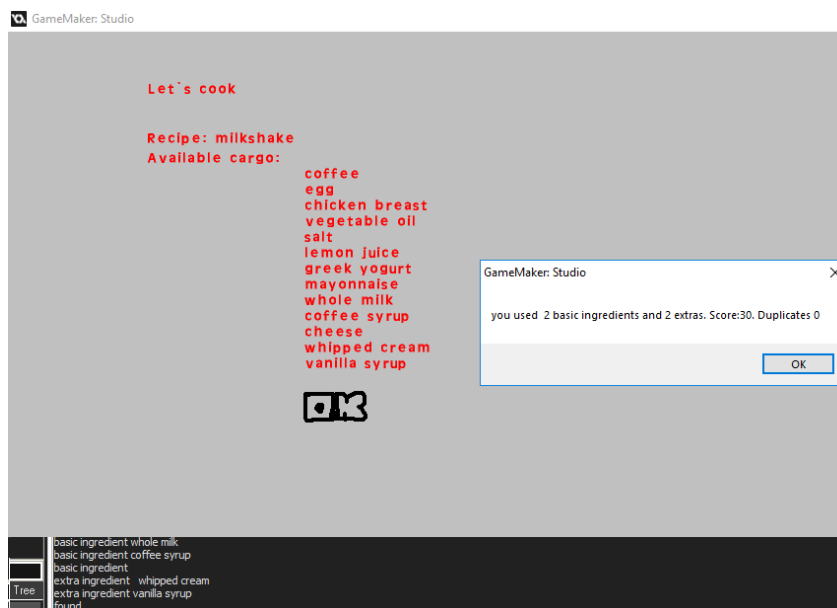 GameMaker: Studio
Let`s cook
Recipe: milkshake
Available cargo:
coffee
egg
chicken breast
vegetable oil
salt
lemon juice
greek yogurt
mayonnaise
whole milk
coffee syrup
cheese
whipped cream
vanilla syrup
OK
GameMaker: Studio
you used  2 basic ingredients and 2 extras. Score:30. Duplicates 0
OK
basic ingredient whole milk
basic ingredient coffee syrup
basic ingredient
extra ingredient   whipped cream
extra ingredient vanilla syrup
found
Tree